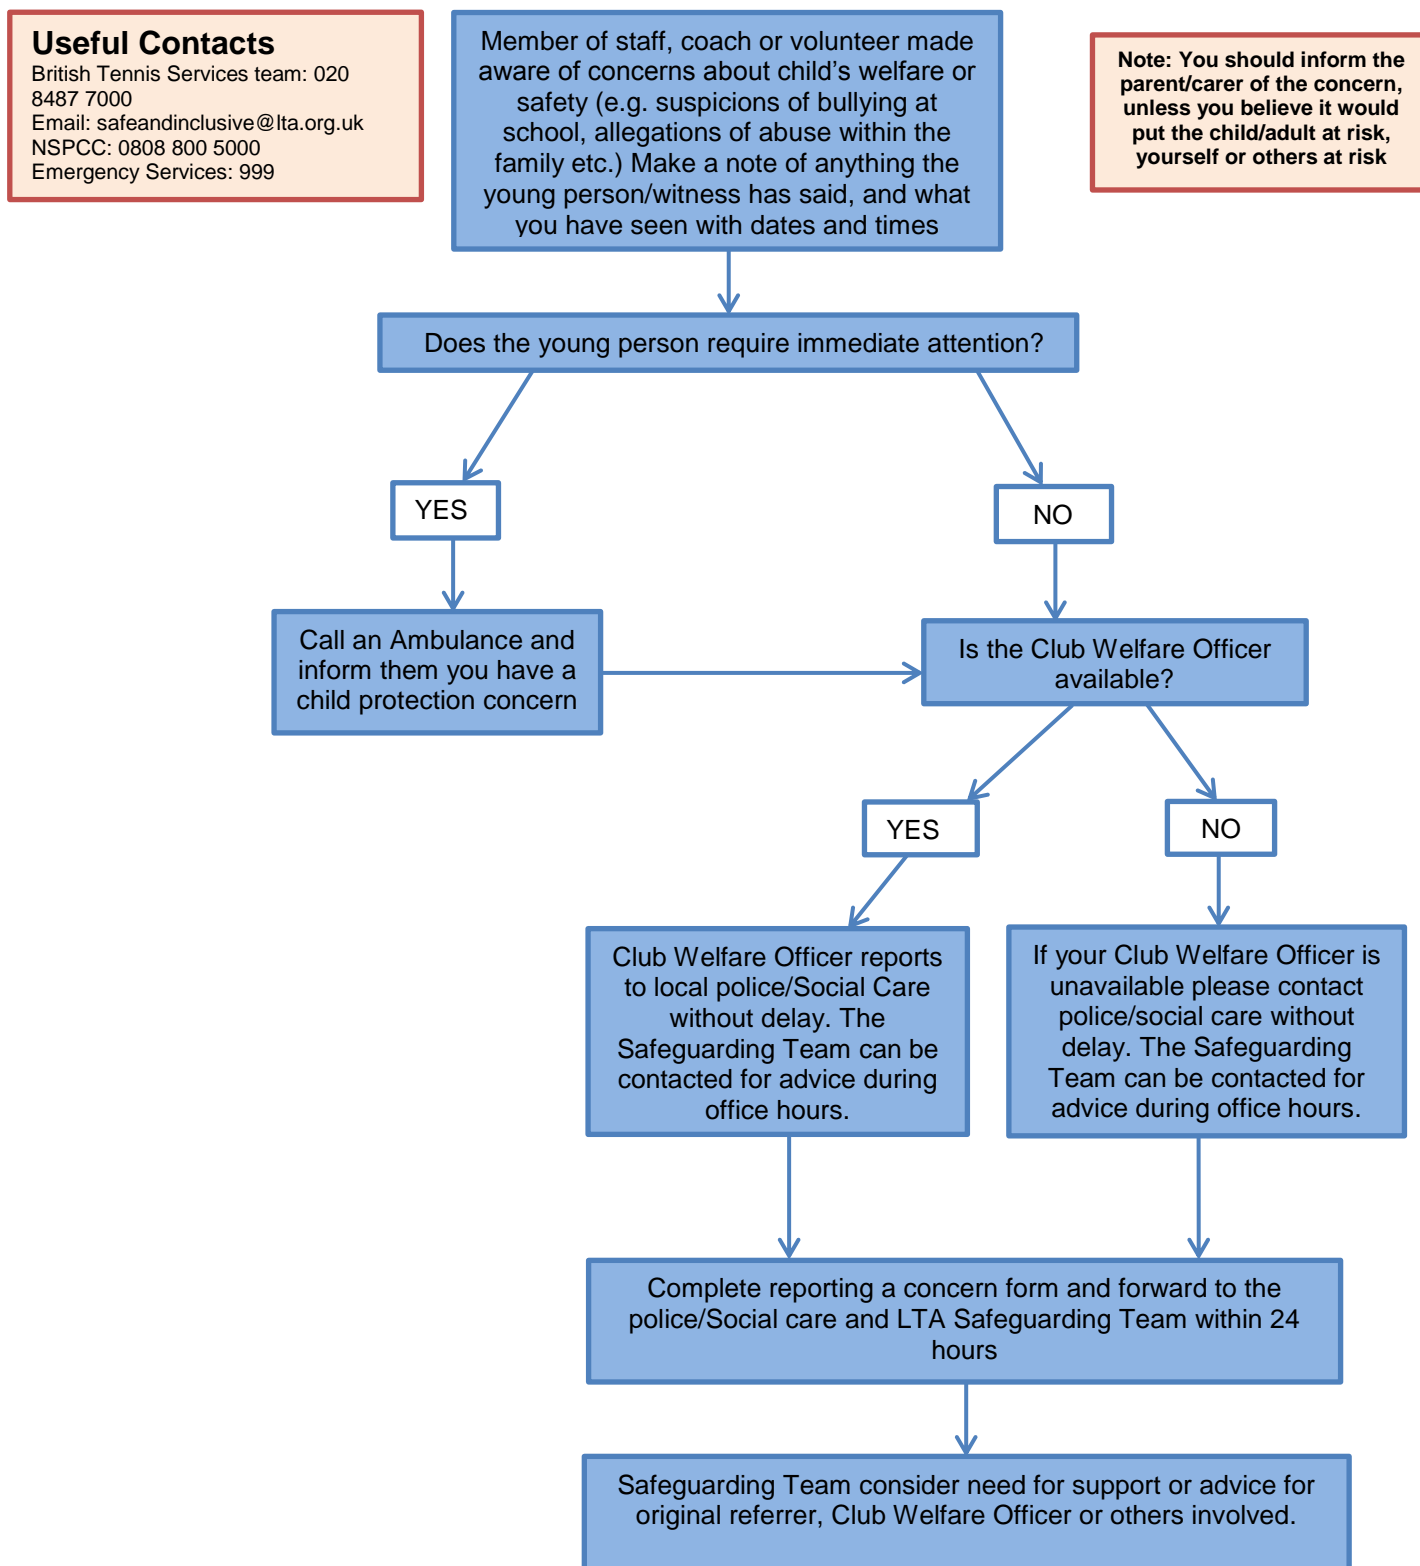 Useful Contacts
British Tennis Services team: 020
8487 7000
Email: safeandinclusive@lta.org.uk
NSPCC: 0808 800 5000
Emergency Services: 999
Member of staff, coach or volunteer made
aware of concerns about child's welfare or
safety (e.g. suspicions of bullying at
school, allegations of abuse within the
family etc.) Make a note of anything the
young person/witness has said, and what
you have seen with dates and times
Note: You should inform the
parent/carer of the concern,
unless you believe it would
put the child/adult at risk,
yourself or others at risk
Does the young person require immediate attention?
YES
NO
Call an Ambulance and
inform them you have a
child protection concern
Is the Club Welfare Officer
available?
YES
NO
Club Welfare Officer reports
to local police/Social Care
without delay. The
Safeguarding Team can be
contacted for advice during
office hours.
If your Club Welfare Officer is
unavailable please contact
police/social care without
delay. The Safeguarding
Team can be contacted for
advice during office hours.
Complete reporting a concern form and forward to the
police/Social care and LTA Safeguarding Team within 24
hours
Safeguarding Team consider need for support or advice for
original referrer, Club Welfare Officer or others involved.